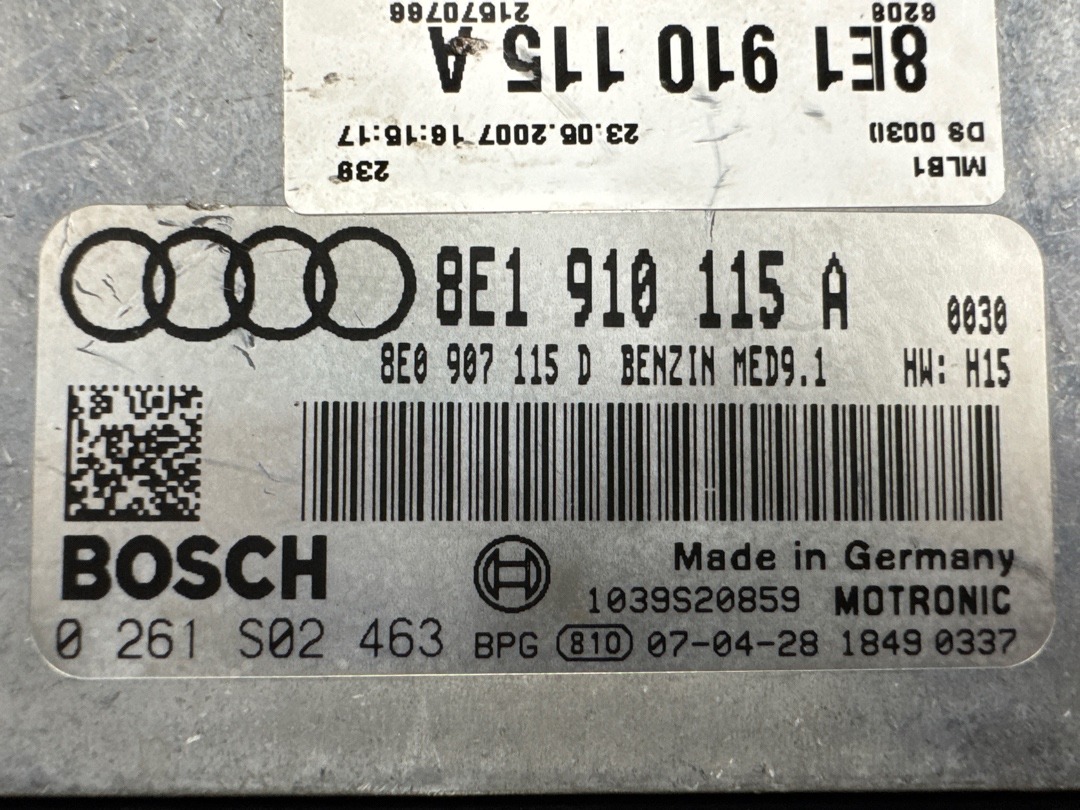 MLB1 239
DS 0030 23.05.2007 16:15:17
8E1 910 115 A
6208 21570766
8E1 910 115 A 0030
8E0 907 115 D BENZIN MED9.1 HW: H15
BOSCH Made in Germany
1039S20859 MOTRONIC
0 261 S02 463 BPG 810 07-04-28 1849 0337